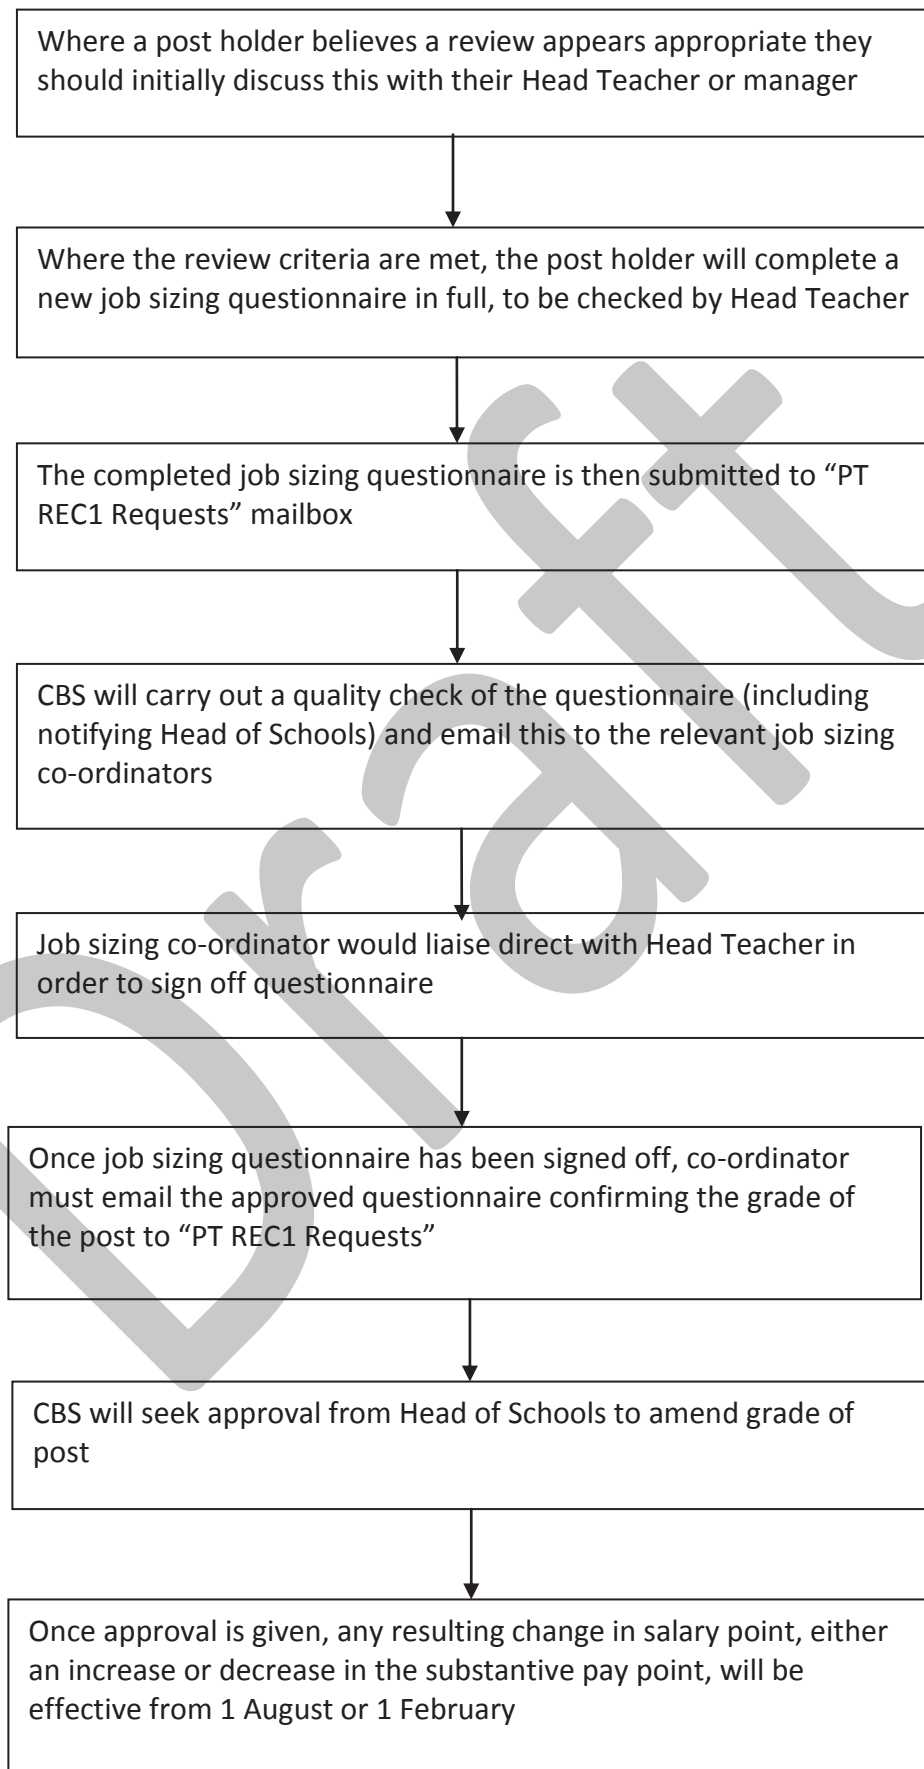 Where a post holder believes a review appears appropriate they
should initially discuss this with their Head Teacher or manager
Where the review criteria are met, the post holder will complete a
new job sizing questionnaire in full, to be checked by Head Teacher
The completed job sizing questionnaire is then submitted to “PT
REC1 Requests” mailbox
CBS will carry out a quality check of the questionnaire (including
notifying Head of Schools) and email this to the relevant job sizing
co-ordinators
Job sizing co-ordinator would liaise direct with Head Teacher in
order to sign off questionnaire
Once job sizing questionnaire has been signed off, co-ordinator
must email the approved questionnaire confirming the grade of
the post to “PT REC1 Requests”
CBS will seek approval from Head of Schools to amend grade of
post
Once approval is given, any resulting change in salary point, either
an increase or decrease in the substantive pay point, will be
effective from 1 August or 1 February
Draft